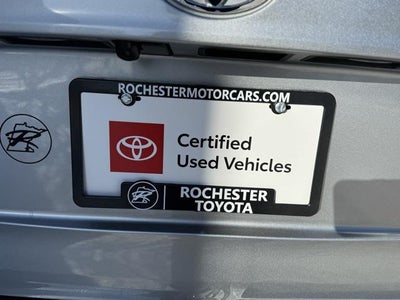 ROCHESTERMOTORCARS.COM
Certified
Used Vehicles
ROCHESTER
TOYOTA